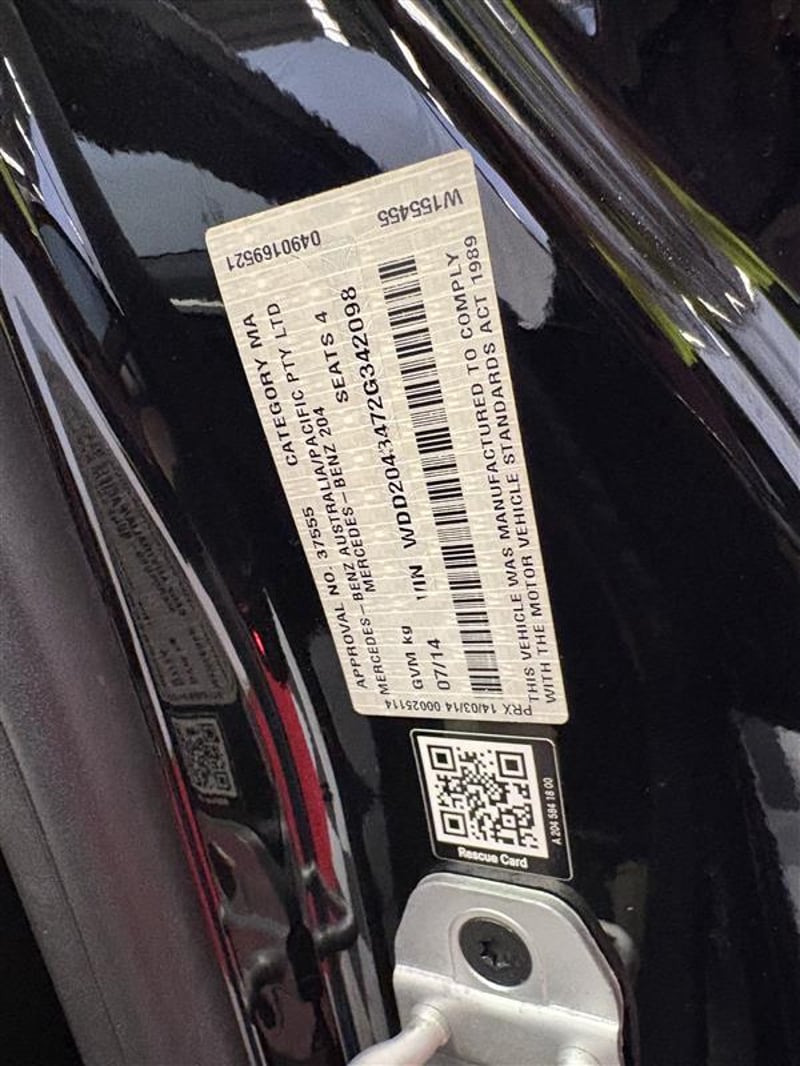 0490169521
W155455
APPROVAL NO. 37555 CATEGORY MA
MERCEDES-BENZ AUSTRALIA/PACIFIC PTY LTD
MERCEDES-BENZ 204
GVM kg SEATS 4
07/14 VIN WDD2043472G342098
THIS VEHICLE WAS MANUFACTURED TO COMPLY
WITH THE MOTOR VEHICLE STANDARDS ACT 1989
PRX 14/03/14 00025114
Rescue Card
A 204 584 18 00